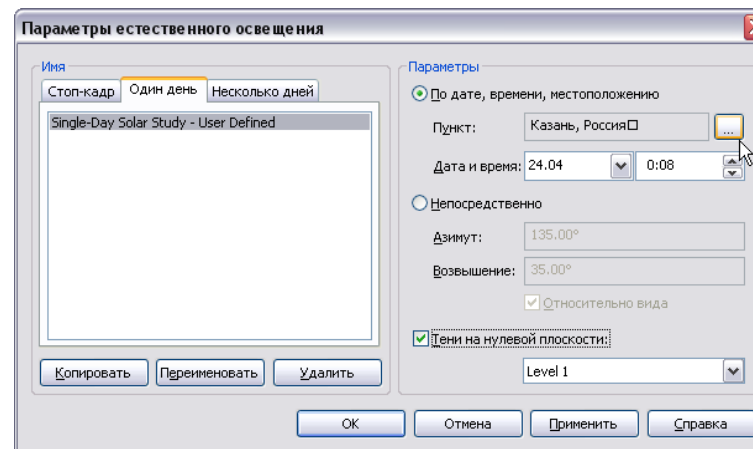 Параметры естественного освещения
Имя
Стоп-кадр Один день Несколько дней
Single-Day Solar Study - User Defined
Копировать Переименовать Удалить
Параметры
По дате, времени, местоположению
Пункт: Казань, Россия□ ...
Дата и время: 24.04 0:08
Непосредственно
Азимут: 135.00°
Возвышение: 35.00°
Относительно вида
Тени на нулевой плоскости:
Level 1
ОК Отмена Применить Справка